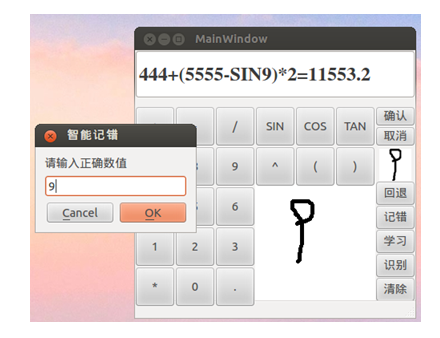 MainWindow
444+(5555-SIN9)*2=11553.2
/ SIN COS TAN 确认
取消
智能记错
请输入正确数值
9
Cancel OK
9 ^ ( ) 9
回退
6 9 记错
1 2 3 学习
识别
* 0 . 清除